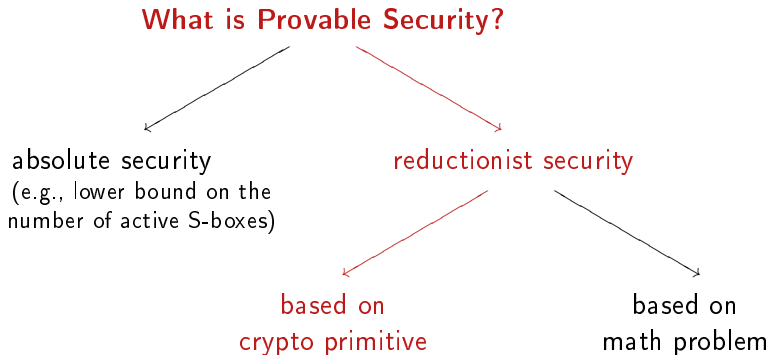 What is Provable Security?
absolute security
(e.g., lower bound on the
number of active S-boxes)
reductionist security
based on
crypto primitive
based on
math problem